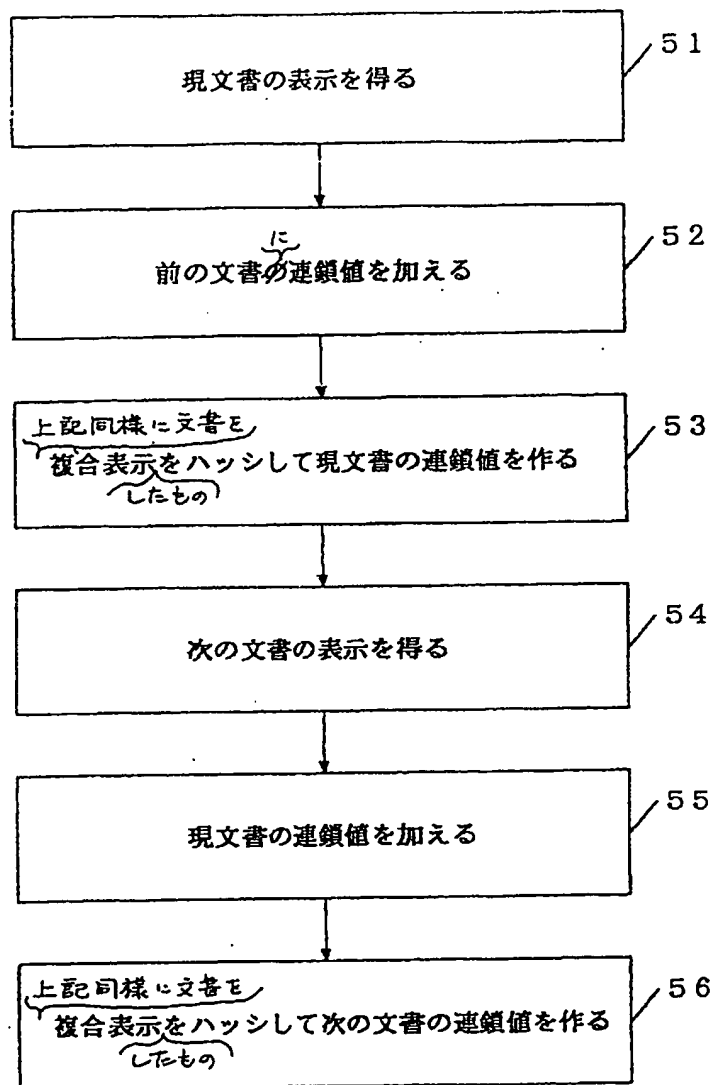 現文書の表示を得る
51
に
前の文書の連鎖値を加える
52
上記同様に文書を
複合表示をハッシして現文書の連鎖値を作る
したもの
53
次の文書の表示を得る
54
現文書の連鎖値を加える
55
上記同様に文書を
複合表示をハッシして次の文書の連鎖値を作る
したもの
56